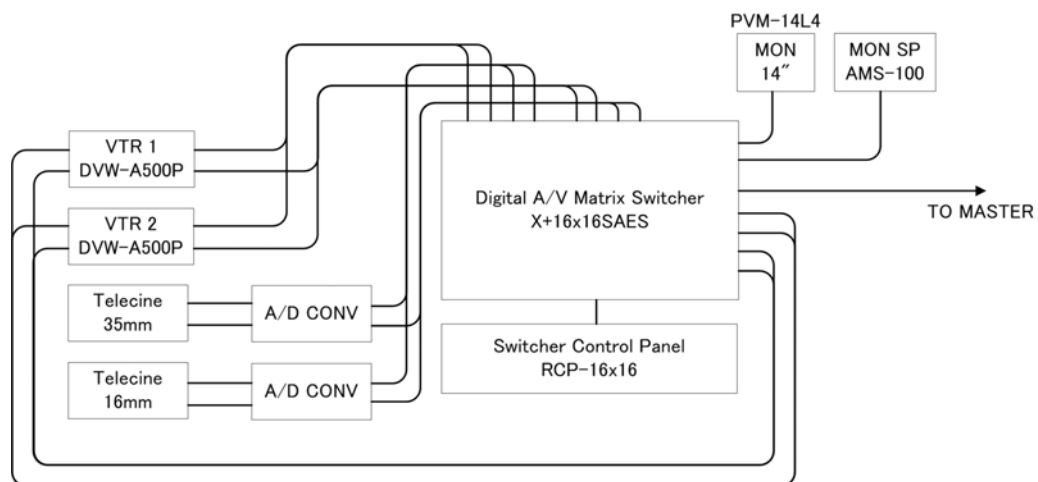 PVM-14L4
MON
14″
MON SP
AMS-100
VTR 1
DVW-A500P
VTR 2
DVW-A500P
Telecine
35mm
A/D CONV
Telecine
16mm
A/D CONV
Digital A/V Matrix Switcher
X+16x16SAES
Switcher Control Panel
RCP-16x16
TO MASTER